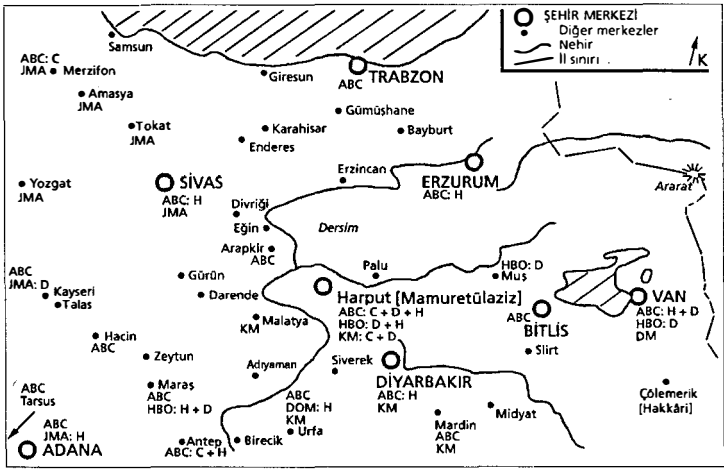 ŞEHİR MERKEZİ
Diğer merkezler
Nehir
İl sınırı
K
Samsun
ABC: C
JMA
Merzifon
Amasya
JMA
Tokat
JMA
Giresun
TRABZON
ABC
Gümüşhane
Karahisar
Bayburt
Enderes
Yozgat
JMA
SİVAS
ABC: H
JMA
Erzincan
ERZURUM
ABC: H
Ararat
Divriği
Eğin
Dersim
Arapkir
ABC
Gürün
Palu
HBO: D
Muş
ABC
JMA: D
Kayseri
Talas
Darende
Harput [Mamuretülaziz]
ABC: C + D + H
HBO: D + H
KM: C + D
Malatya
KM
ABC
BİTLİS
VAN
ABC: H + D
HBO: D
DM
Hacin
ABC
Zeytun
Adıyaman
Siverek
Siirt
DİYARBAKIR
ABC: H
KM
Maraş
ABC
HBO: H + D
ABC
DOM: H
KM
Urfa
Mardin
ABC
KM
Midyat
Çölemerik
[Hakkâri]
ABC
Tarsus
ABC
JMA: H
ADANA
Antep
ABC: C + H
Birecik